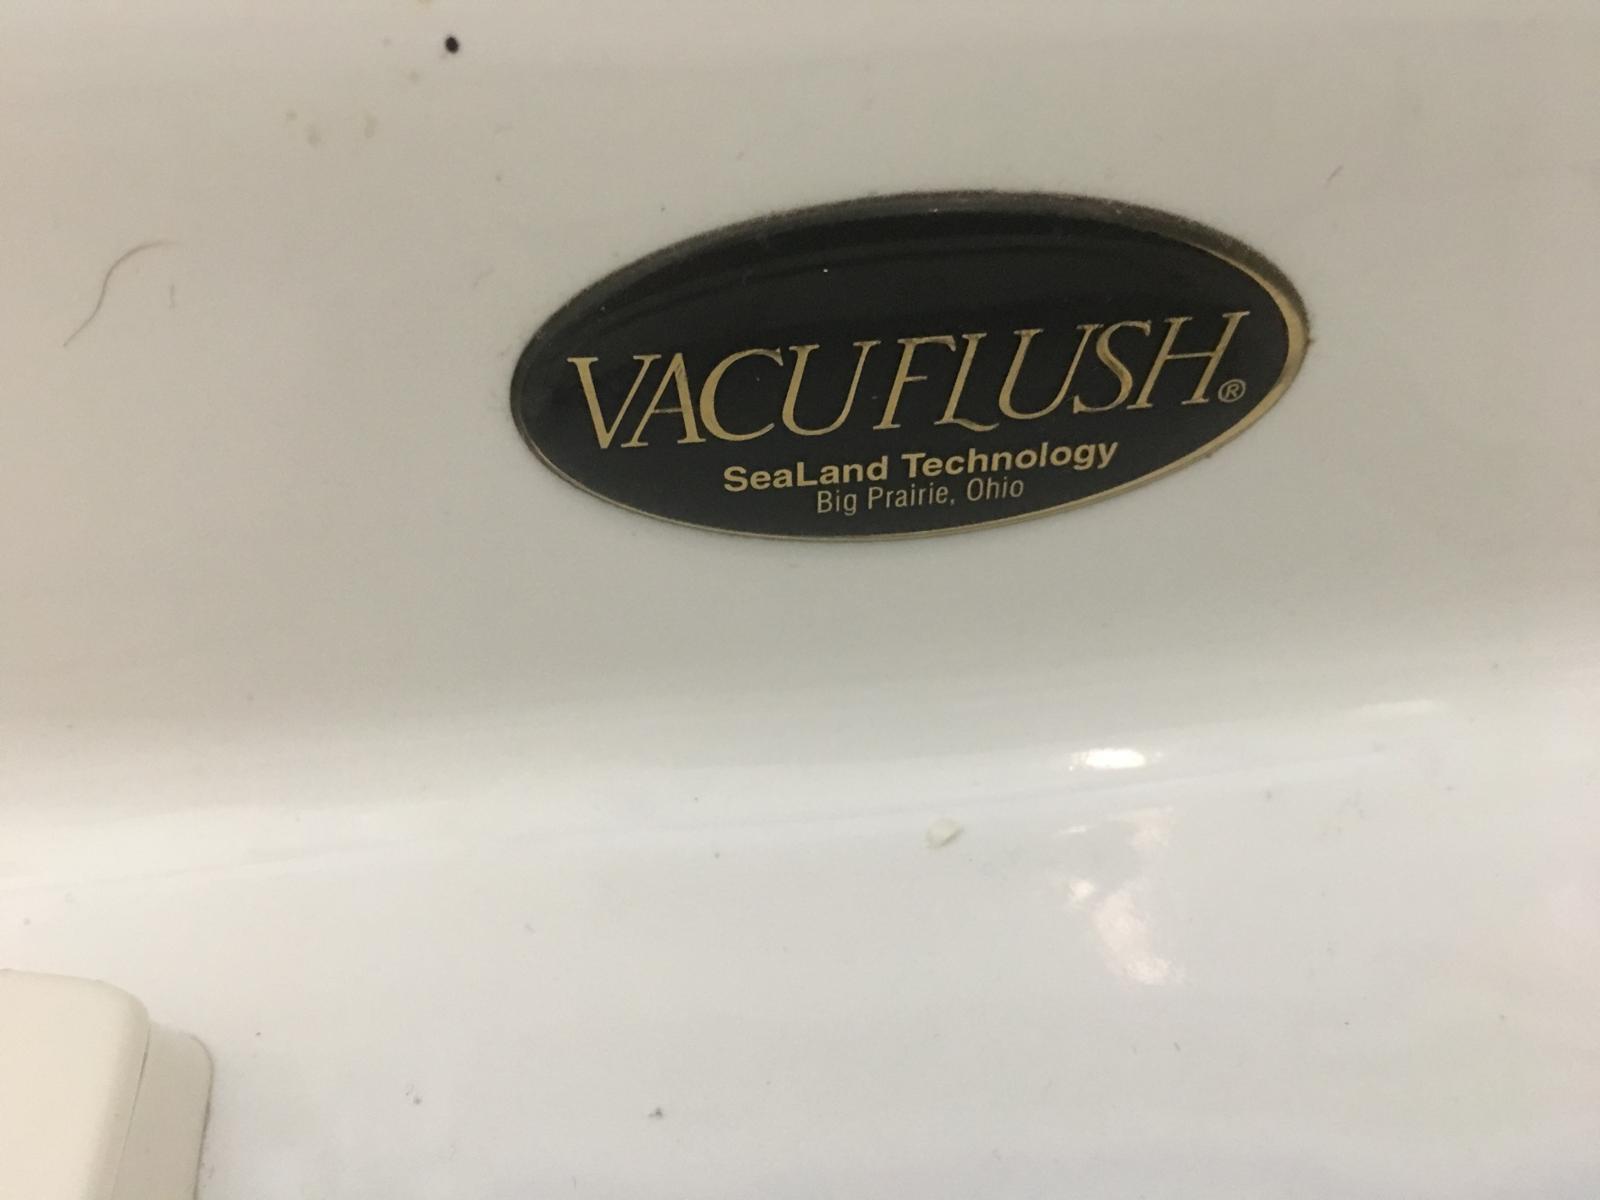 VACUFLUSH®
SeaLand Technology
Big Prairie, Ohio